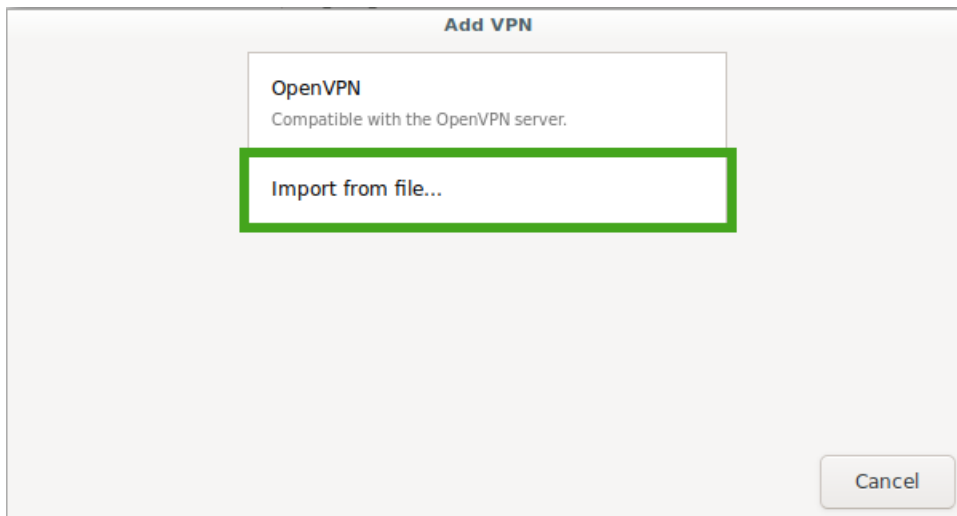 Add VPN
OpenVPN
Compatible with the OpenVPN server.
Import from file...
Cancel